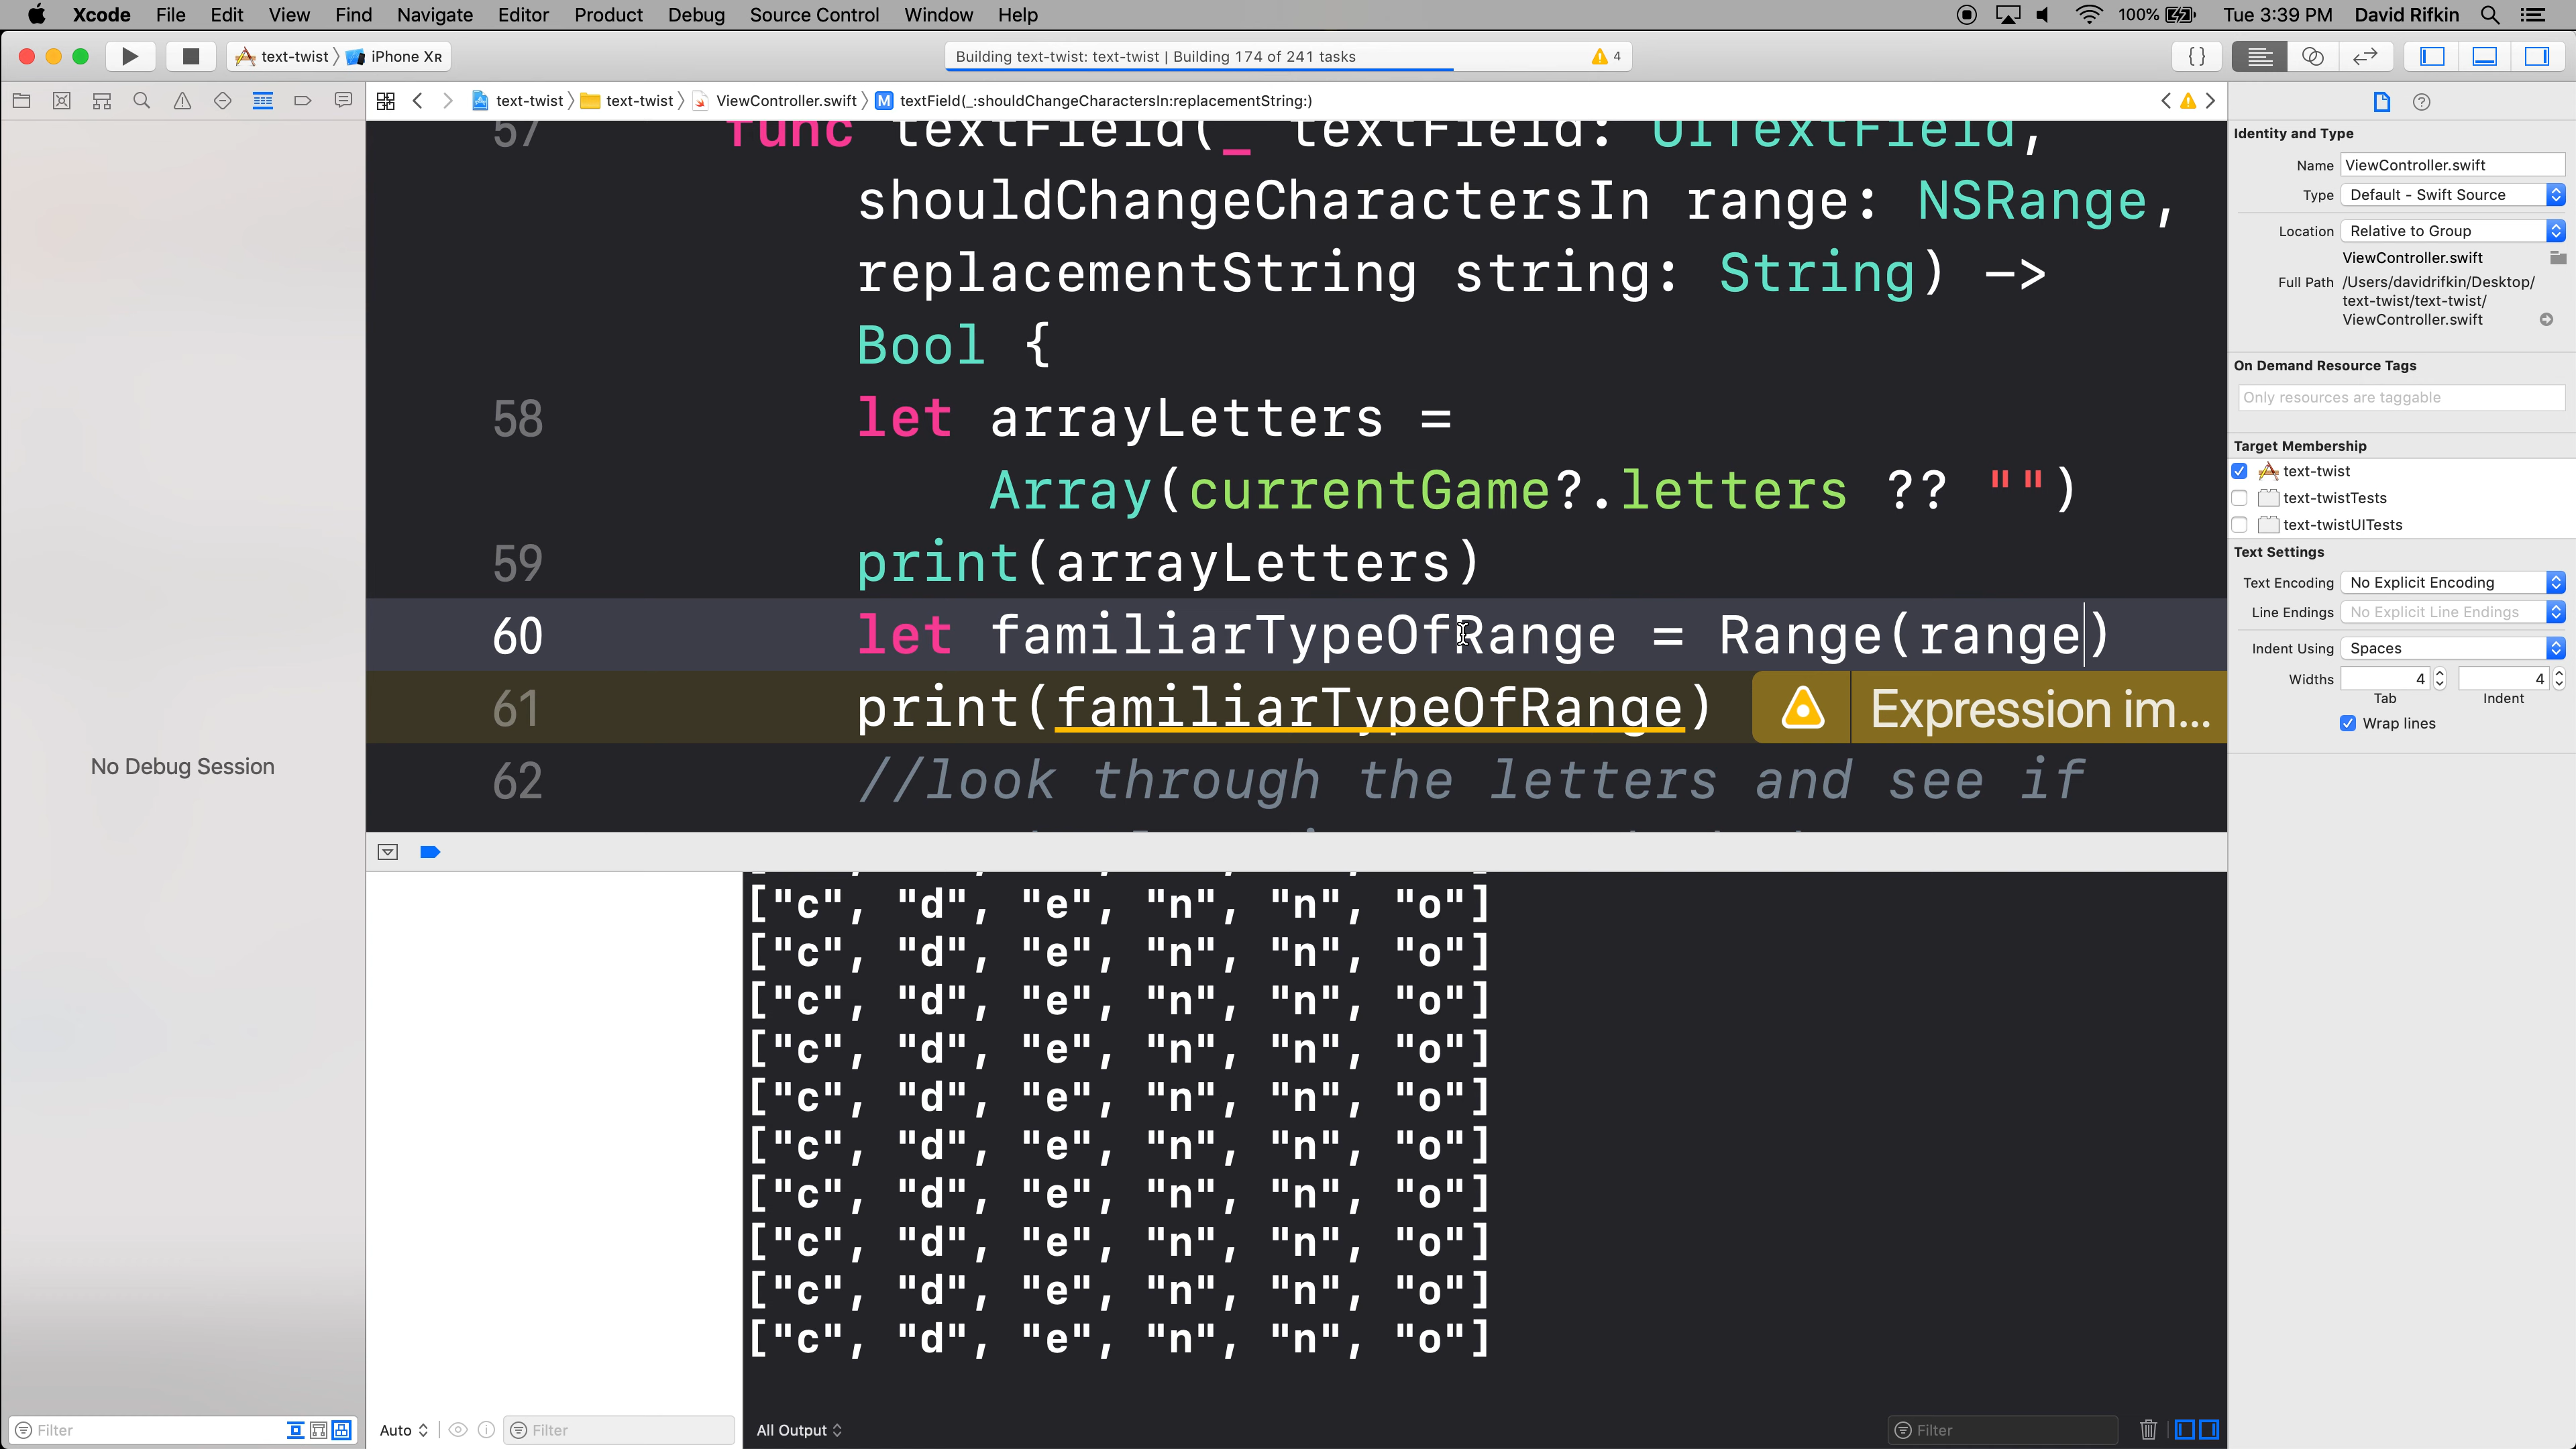 Xcode File Edit View Find Navigate Editor Product Debug Source Control Window Help 100% Tue 3:39 PM David Rifkin
text-twist iPhone XR Building text-twist: text-twist | Building 174 of 241 tasks 4 {}
text-twist text-twist ViewController.swift M textField(_:shouldChangeCharactersIn:replacementString:)
57 func textField(_ textField: UITextField,
shouldChangeCharactersIn range: NSRange,
replacementString string: String) ->
Bool {
58 let arrayLetters =
Array(currentGame?.letters ?? "")
59 print(arrayLetters)
60 let familiarTypeOfRange = Range(range)
61 print(familiarTypeOfRange) Expression im...
62 //look through the letters and see if
No Debug Session
["c", "d", "e", "n", "n", "o"]
["c", "d", "e", "n", "n", "o"]
["c", "d", "e", "n", "n", "o"]
["c", "d", "e", "n", "n", "o"]
["c", "d", "e", "n", "n", "o"]
["c", "d", "e", "n", "n", "o"]
["c", "d", "e", "n", "n", "o"]
["c", "d", "e", "n", "n", "o"]
["c", "d", "e", "n", "n", "o"]
["c", "d", "e", "n", "n", "o"]
Filter Auto Filter All Output Filter
Identity and Type
Name ViewController.swift
Type Default - Swift Source
Location Relative to Group
ViewController.swift
Full Path /Users/davidrifkin/Desktop/
text-twist/text-twist/
ViewController.swift
On Demand Resource Tags
Only resources are taggable
Target Membership
text-twist
text-twistTests
text-twistUITests
Text Settings
Text Encoding No Explicit Encoding
Line Endings No Explicit Line Endings
Indent Using Spaces
Widths 4 4
Tab Indent
Wrap lines